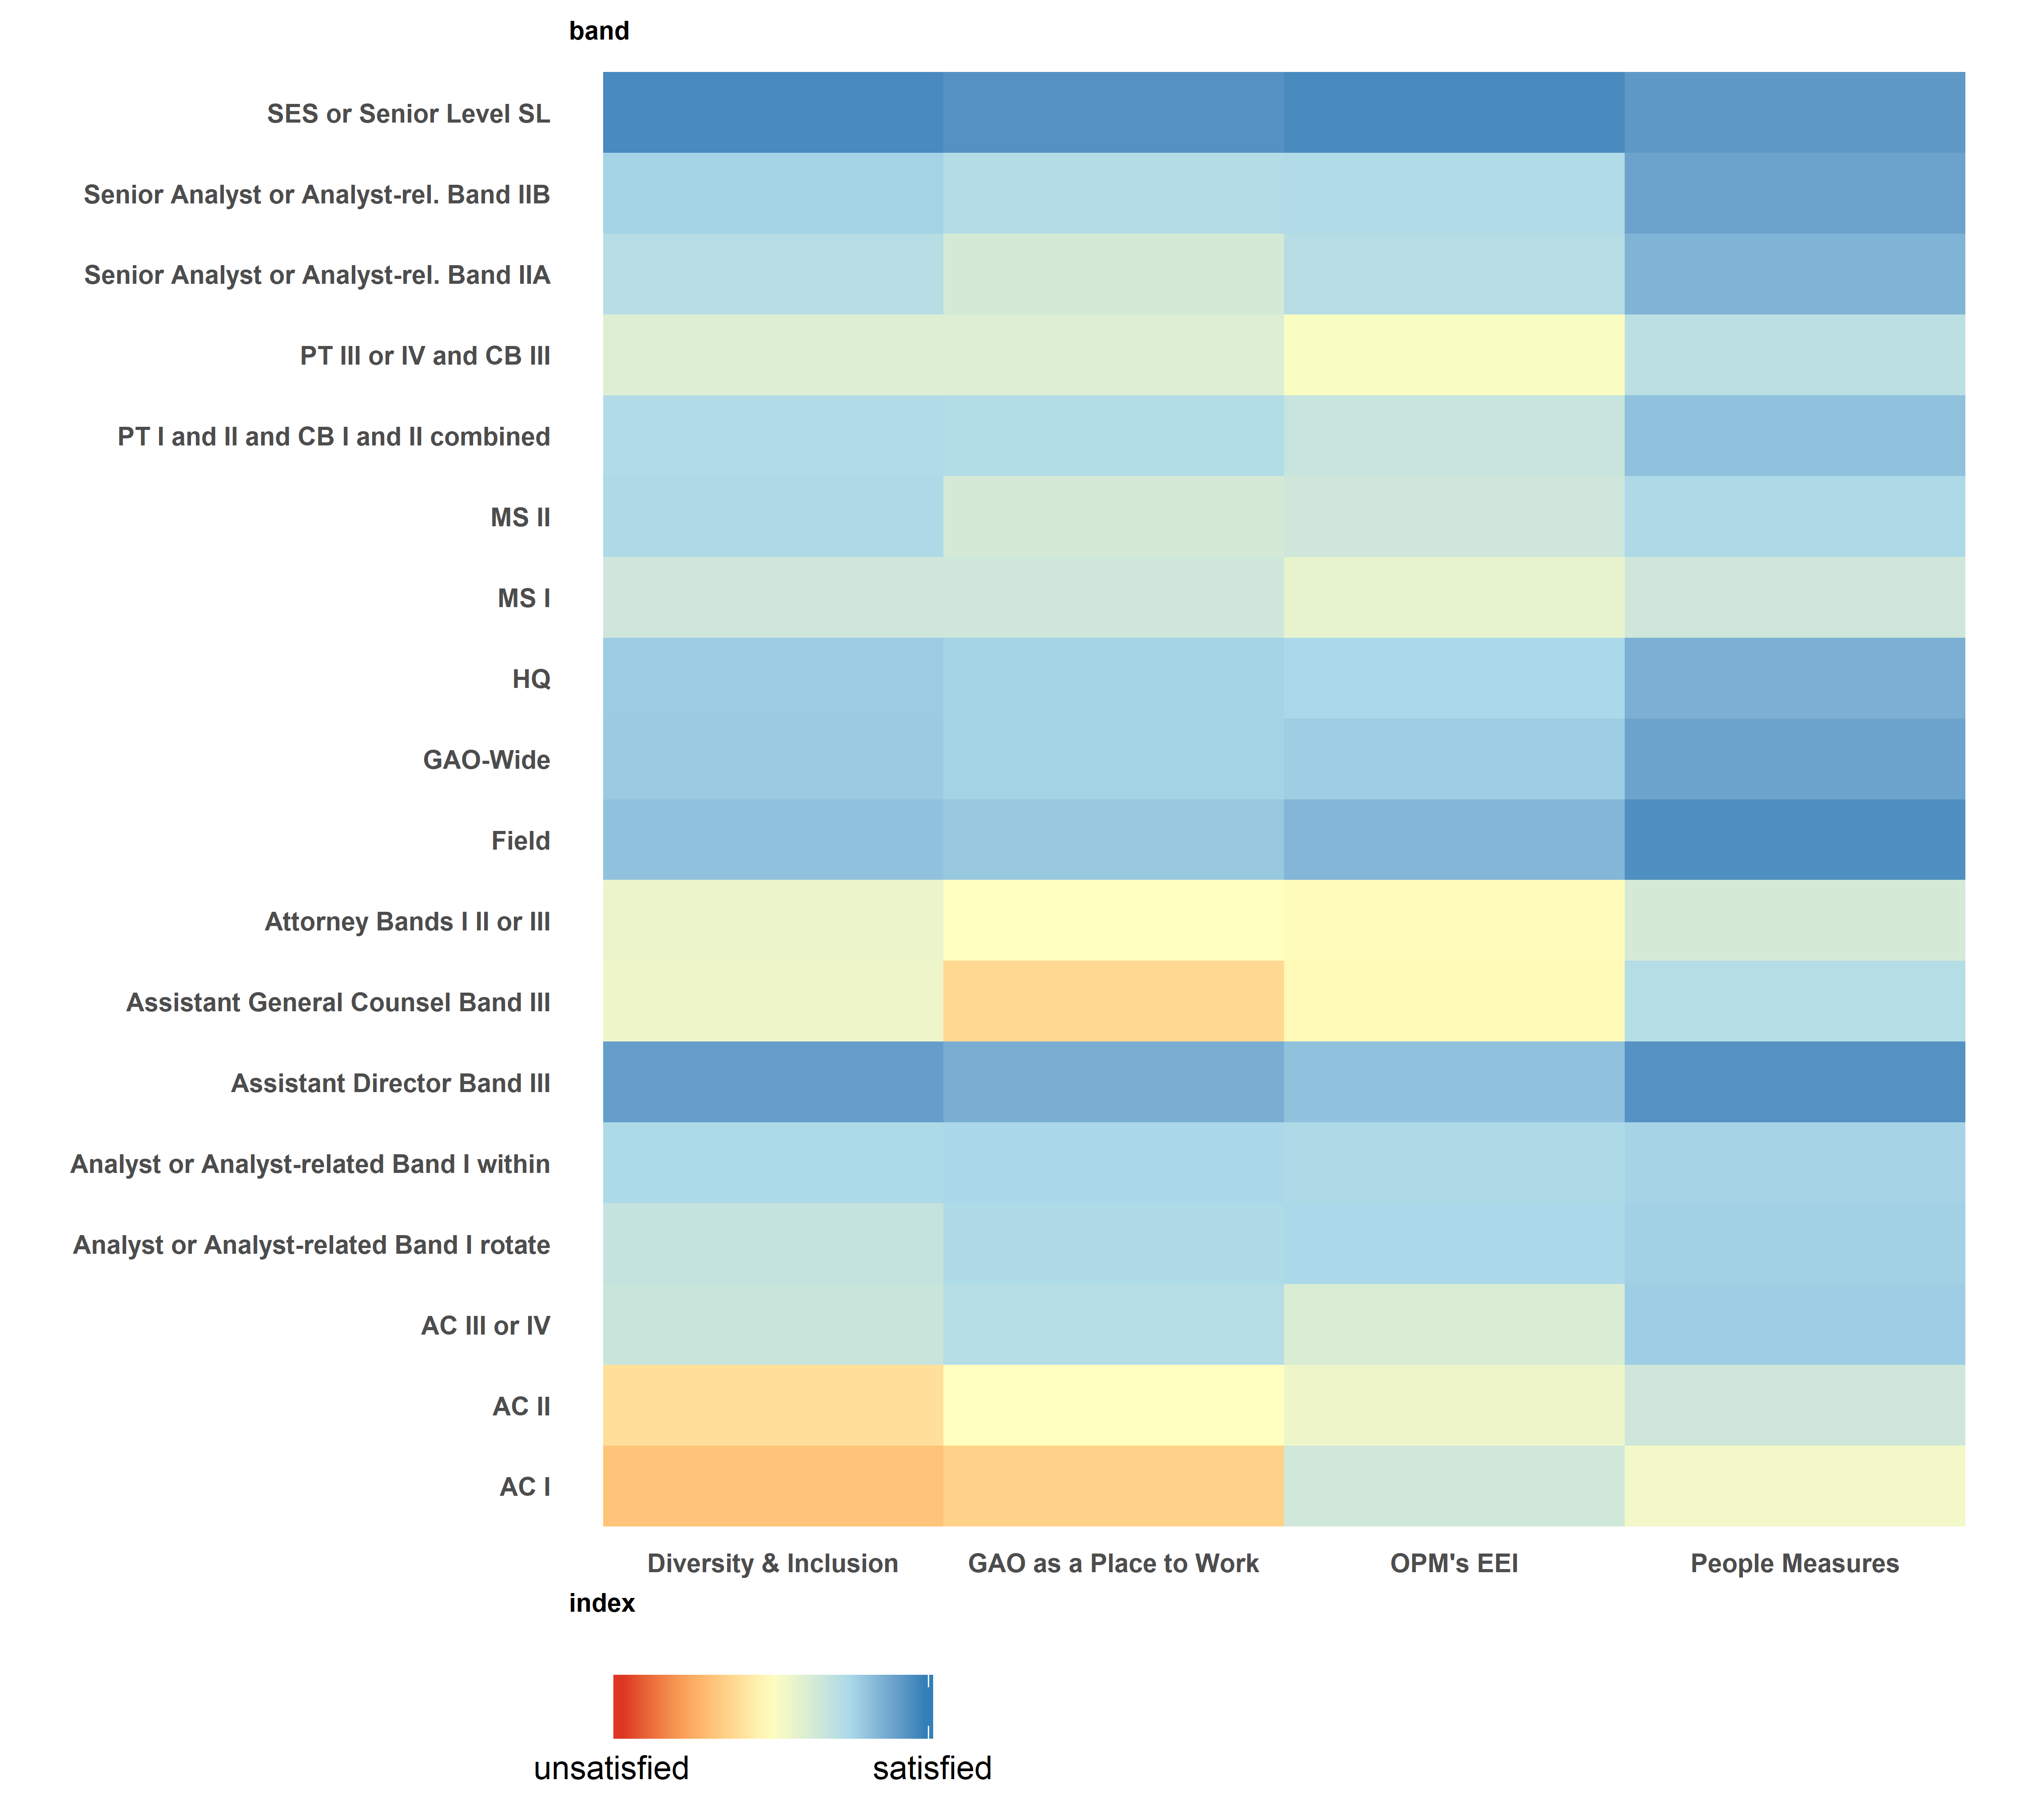 band
SES or Senior Level SL
Senior Analyst or Analyst-rel. Band IIB
Senior Analyst or Analyst-rel. Band IIA
PT III or IV and CB III
PT I and II and CB I and II combined
MS II
MS I
HQ
GAO-Wide
Field
Attorney Bands I II or III
Assistant General Counsel Band III
Assistant Director Band III
Analyst or Analyst-related Band I within
Analyst or Analyst-related Band I rotate
AC III or IV
AC II
AC I
Diversity & Inclusion GAO as a Place to Work OPM's EEI People Measures
index
unsatisfied satisfied